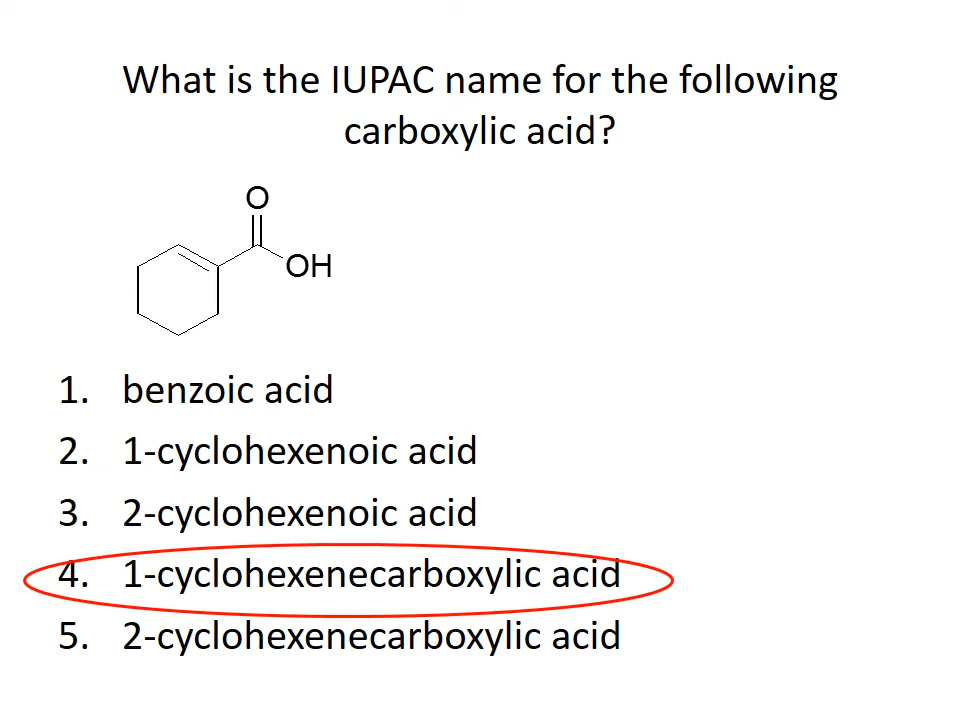 What is the IUPAC name for the following
carboxylic acid?
O
OH
1. benzoic acid
2. 1-cyclohexenoic acid
3. 2-cyclohexenoic acid
4. 1-cyclohexenecarboxylic acid
5. 2-cyclohexenecarboxylic acid